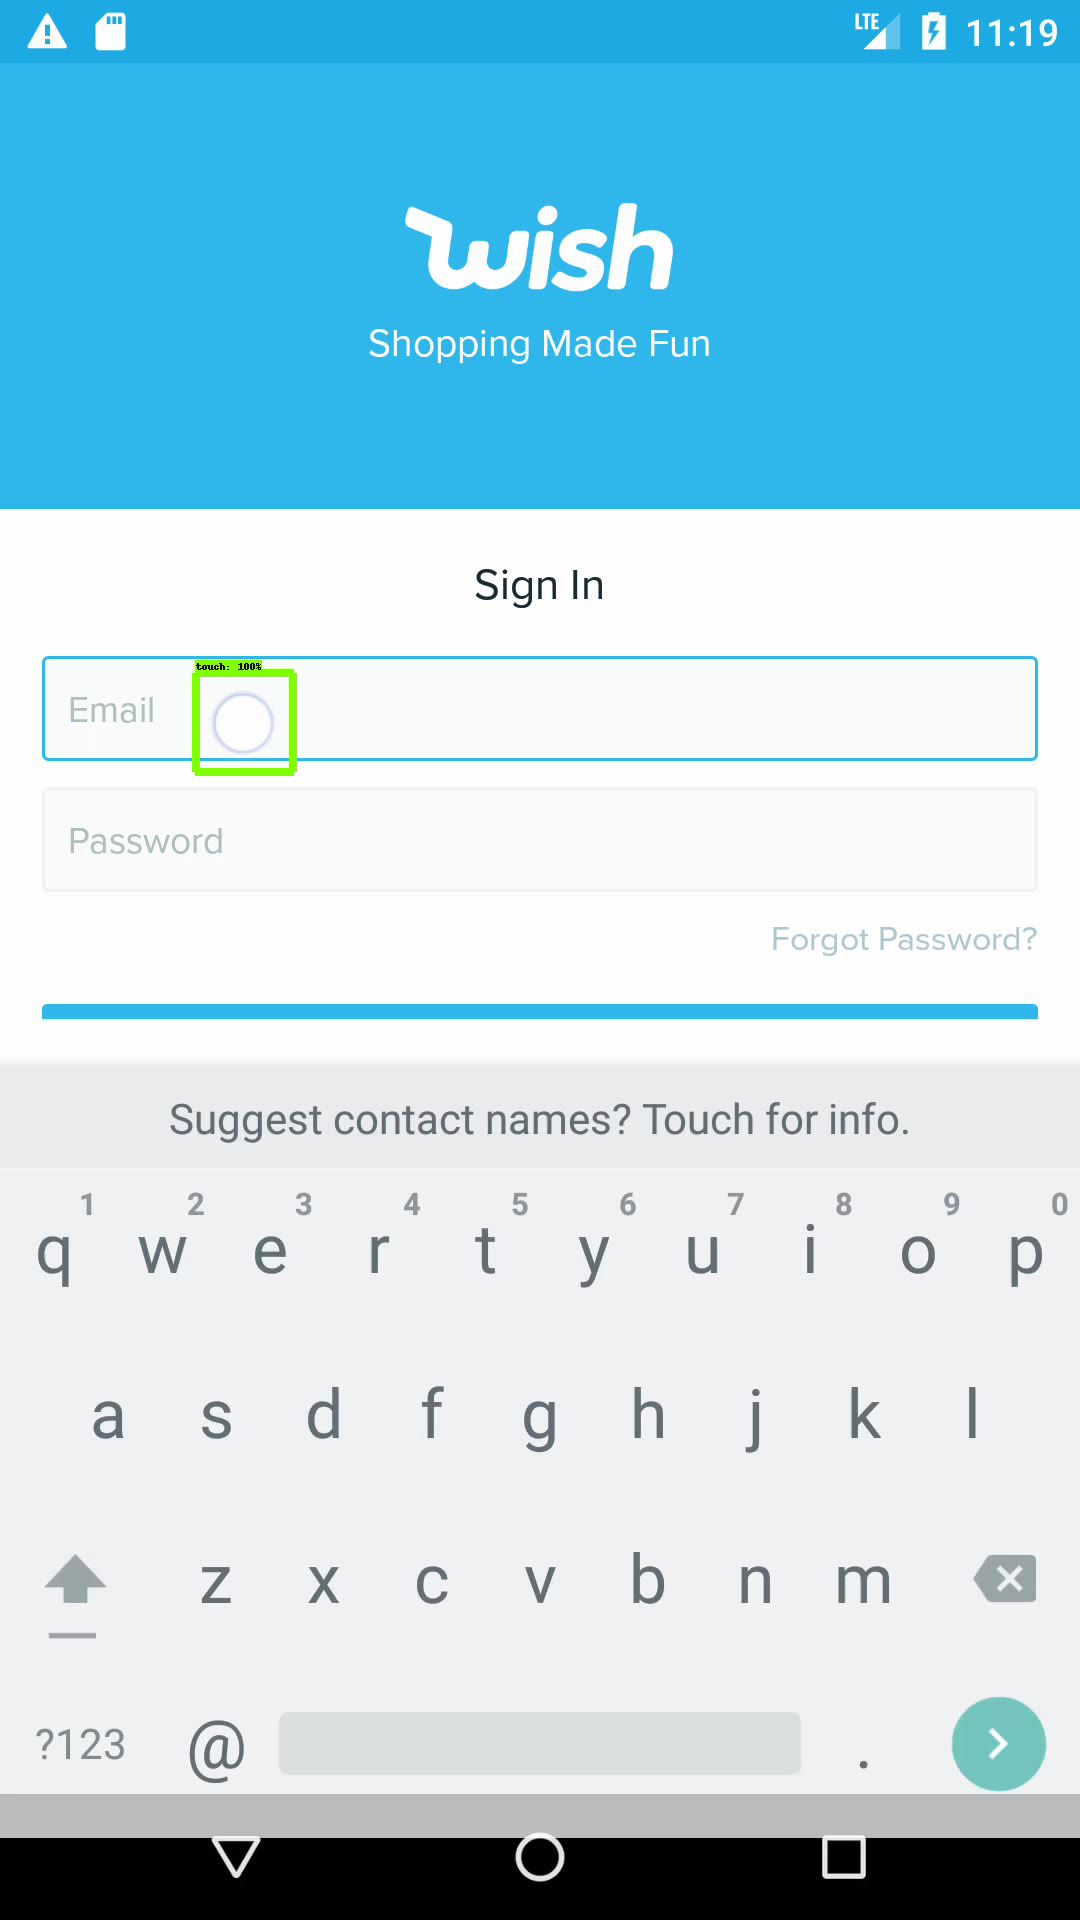 LTE 11:19
wish
Shopping Made Fun
Sign In
touch: 100%
Email
Password
Forgot Password?
Suggest contact names? Touch for info.
1 2 3 4 5 6 7 8 9 0
q w e r t y u i o p
a s d f g h j k l
z x c v b n m
?123 @ .